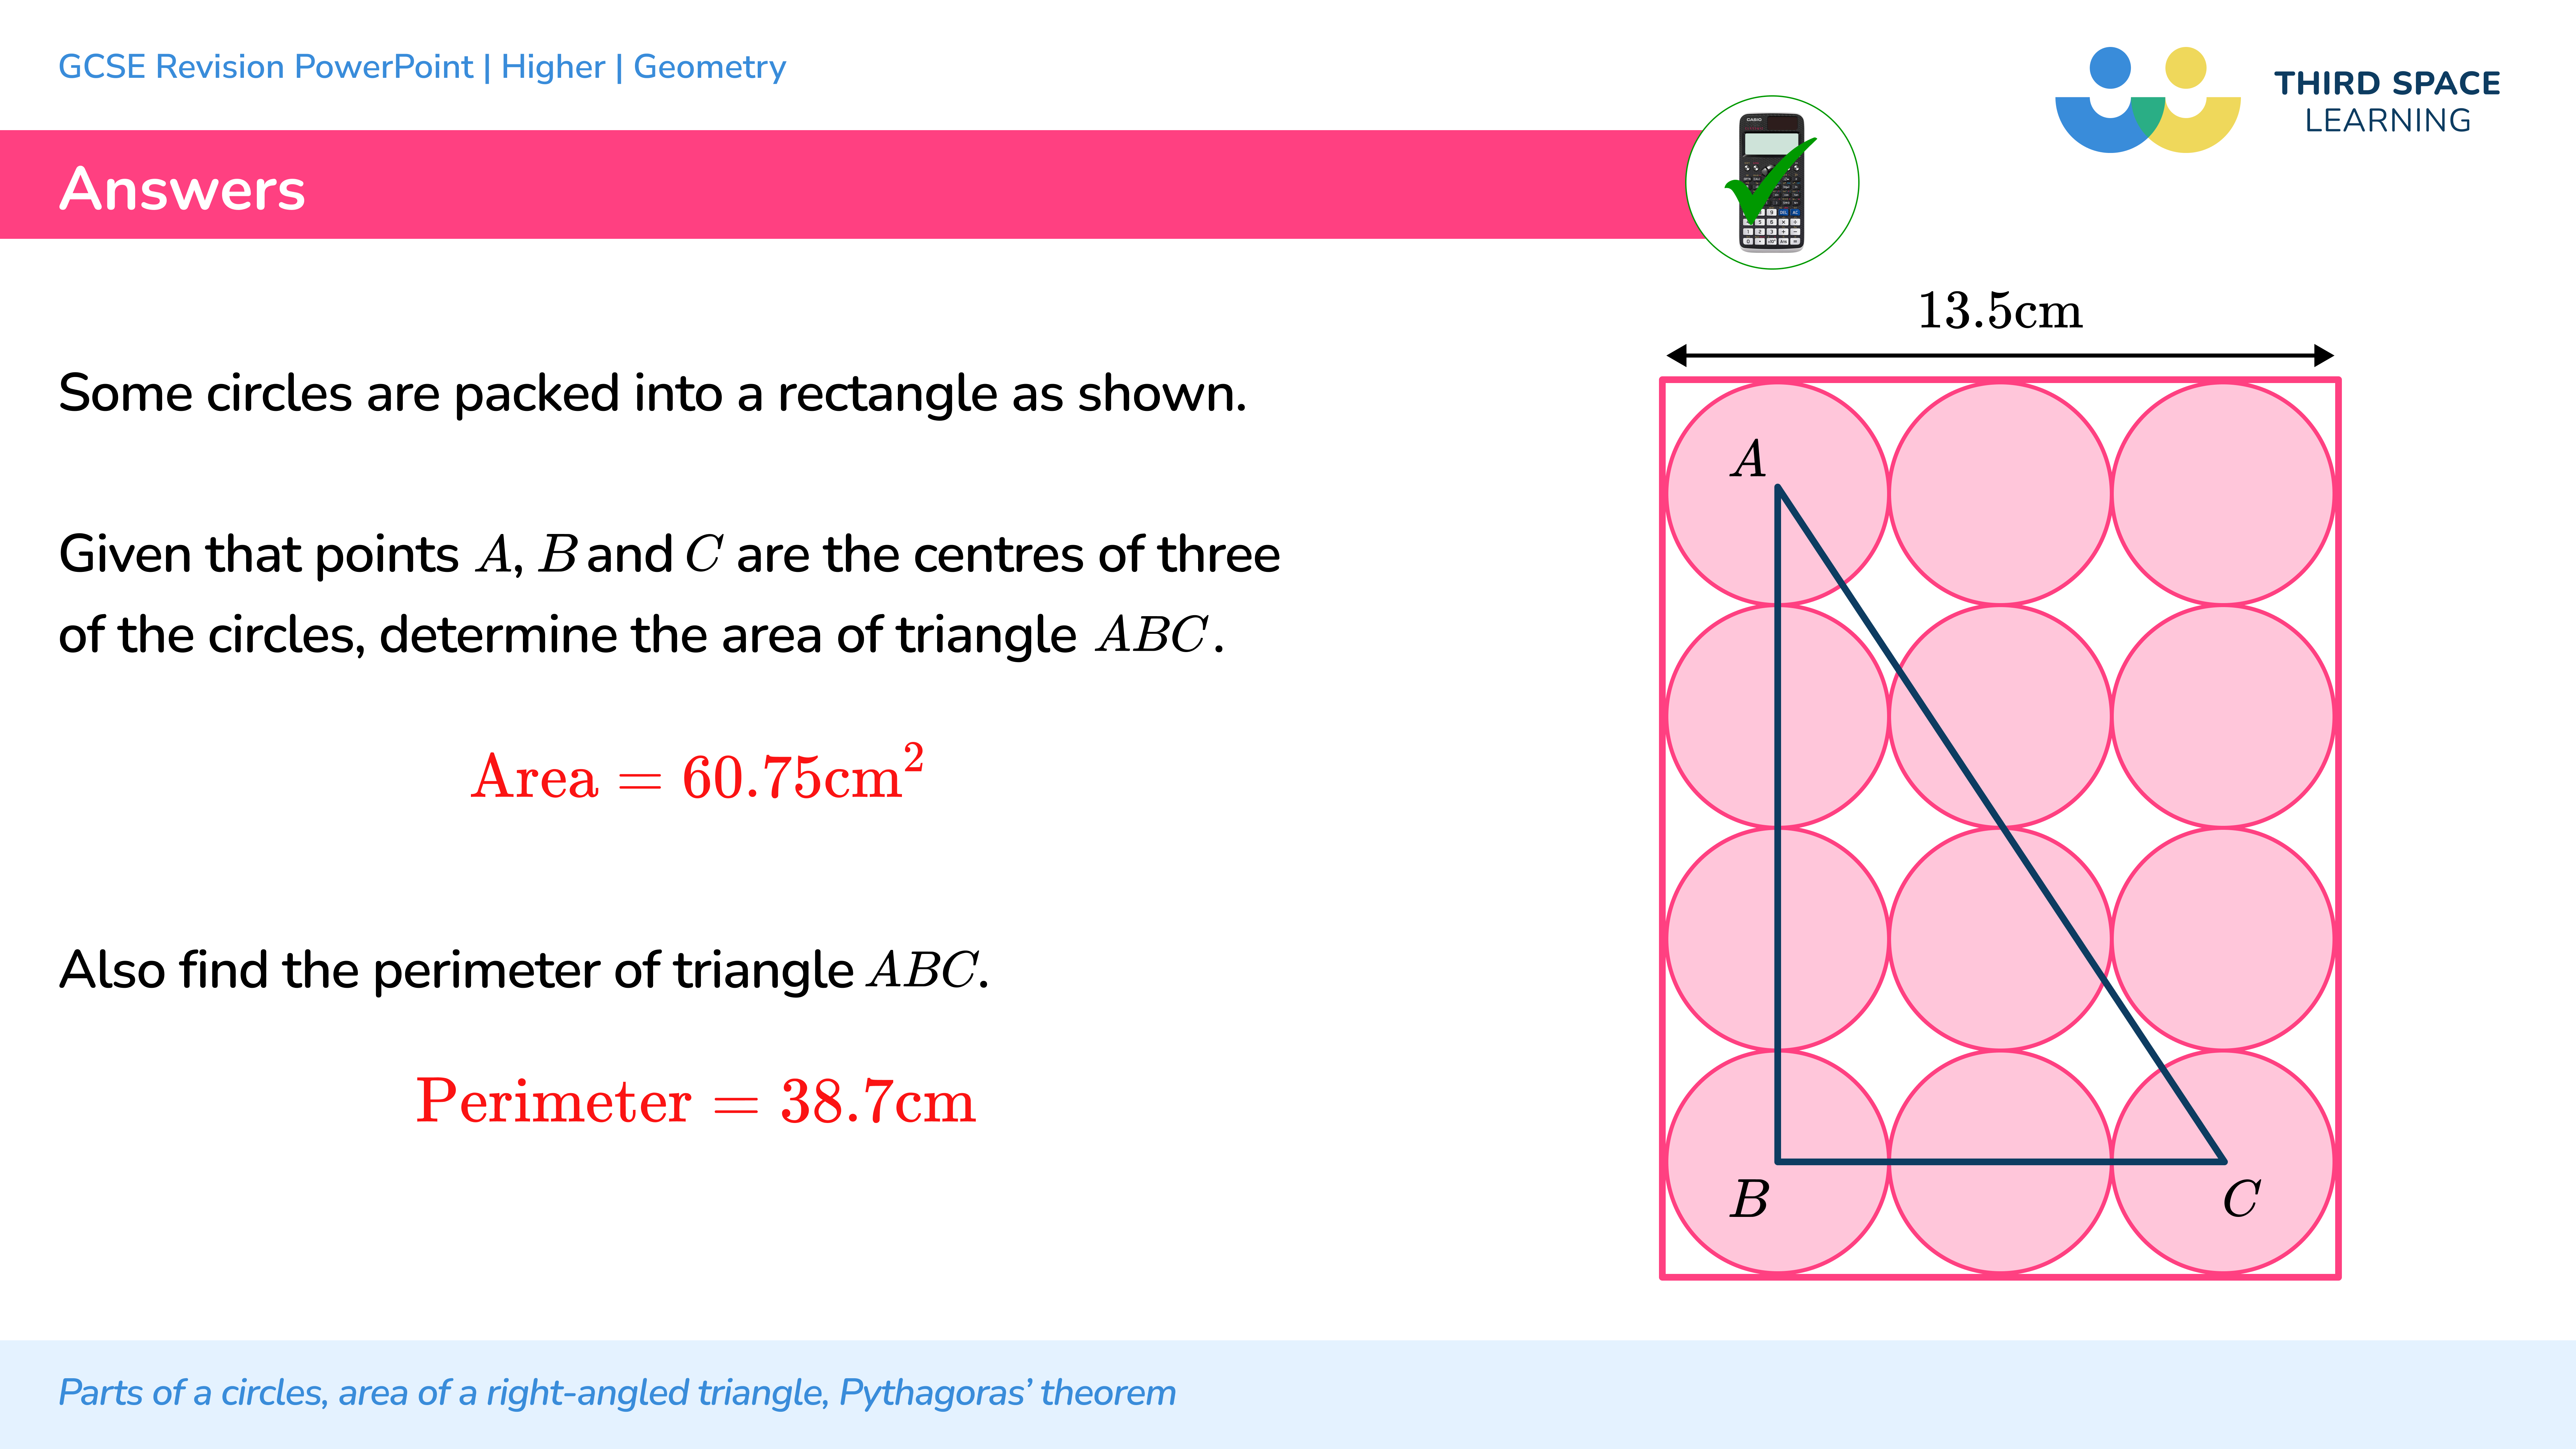 GCSE Revision PowerPoint | Higher | Geometry
THIRD SPACE
LEARNING
Answers
CASIO
13.5cm
Some circles are packed into a rectangle as shown.
A
Given that points A, B and C are the centres of three
of the circles, determine the area of triangle ABC.
Area = 60.75cm²
Also find the perimeter of triangle ABC.
Perimeter = 38.7cm
B
C
Parts of a circles, area of a right-angled triangle, Pythagoras’ theorem